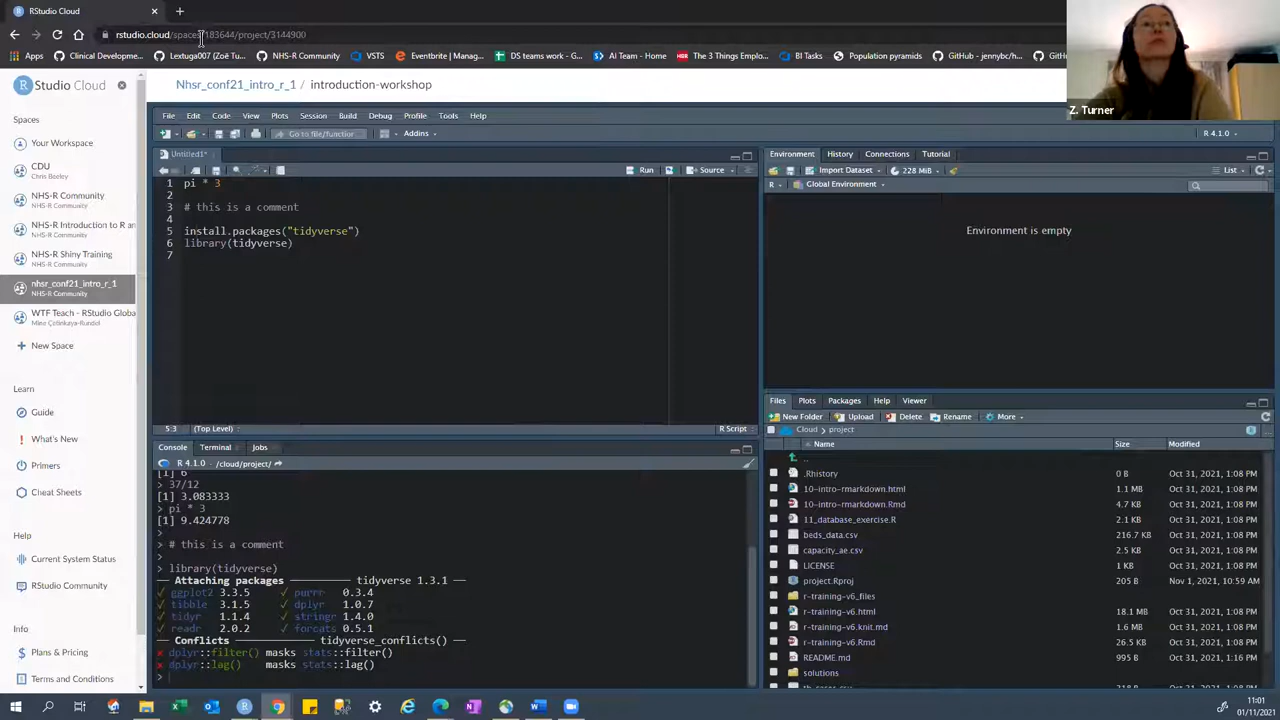 RStudio Cloud
rstudio.cloud/spaces/183644/project/3144900
Apps
Clinical Developme...
Lextuga007 (Zoë Tu...
NHS-R Community
VSTS
Eventbrite | Manag...
DS teams work - G...
AI Team - Home
The 3 Things Emplo...
BI Tasks
Population pyramids
GitHub - jennybc/h...
Z. Turner
Studio Cloud
Nhsr_conf21_intro_r_1 / introduction-workshop
Spaces
Your Workspace
CDU
Chris Beeley
NHS-R Community
NHS-R Community
NHS-R Introduction to R an
NHS-R Community
NHS-R Shiny Training
NHS-R Community
nhsr_conf21_intro_r_1
NHS-R Community
WTF Teach - RStudio Globa
Mine Çetinkaya-Rundel
New Space
Learn
Guide
What's New
Primers
Cheat Sheets
Help
Current System Status
RStudio Community
Info
Plans & Pricing
Terms and Conditions
File Edit Code View Plots Session Build Debug Profile Tools Help
Go to file/function
Addins
R 4.1.0
Untitled1*
Run
Source
1 pi * 3
2
3 # this is a comment
4
5 install.packages("tidyverse")
6 library(tidyverse)
7
5:3 (Top Level) R Script
Console Terminal Jobs
R 4.1.0 · /cloud/project/
[1] 6
> 37/12
[1] 3.083333
> pi * 3
[1] 9.424778
>
> # this is a comment
>
> library(tidyverse)
— Attaching packages ———— tidyverse 1.3.1 —
✓ ggplot2 3.3.5 ✓ purrr 0.3.4
✓ tibble 3.1.5 ✓ dplyr 1.0.7
✓ tidyr 1.1.4 ✓ stringr 1.4.0
✓ readr 2.0.2 ✓ forcats 0.5.1
— Conflicts ———— tidyverse_conflicts() —
x dplyr::filter() masks stats::filter()
x dplyr::lag() masks stats::lag()
>
Environment History Connections Tutorial
Import Dataset
228 MiB
List
R
Global Environment
Environment is empty
Files Plots Packages Help Viewer
New Folder Upload Delete Rename More
Cloud project
Name Size Modified
..
.Rhistory 0 B Oct 31, 2021, 1:08 PM
10-intro-rmarkdown.html 1.1 MB Oct 31, 2021, 1:08 PM
10-intro-rmarkdown.Rmd 4.7 KB Oct 31, 2021, 1:08 PM
11_database_exercise.R 2.1 KB Oct 31, 2021, 1:08 PM
beds_data.csv 216.7 KB Oct 31, 2021, 1:08 PM
capacity_ae.csv 2.5 KB Oct 31, 2021, 1:08 PM
LICENSE 1 KB Oct 31, 2021, 1:08 PM
project.Rproj 205 B Nov 1, 2021, 10:59 AM
r-training-v6_files
r-training-v6.html 18.1 MB Oct 31, 2021, 1:08 PM
r-training-v6.knit.md 1.6 MB Oct 31, 2021, 1:08 PM
r-training-v6.Rmd 26.5 KB Oct 31, 2021, 1:08 PM
README.md 995 B Oct 31, 2021, 1:16 PM
solutions
11:01
01/11/2021